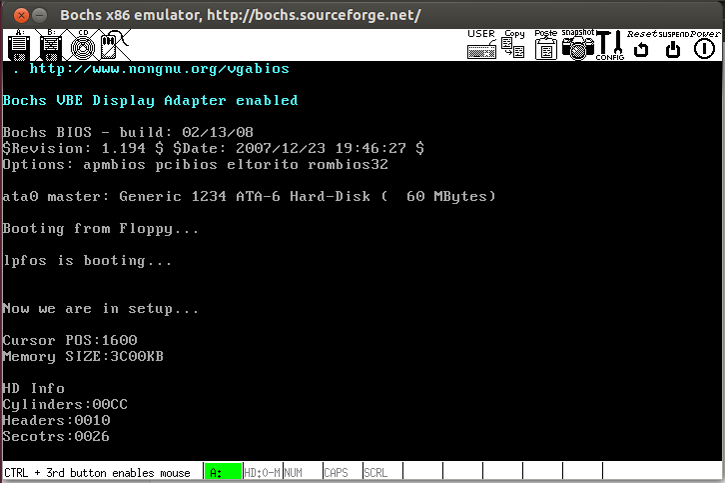 Bochs x86 emulator, http://bochs.sourceforge.net/
A: B: CD USER Copy Paste snapshot CONFIG Reset SUSPEND Power
. http://www.nongnu.org/vgabios
Bochs VBE Display Adapter enabled
Bochs BIOS - build: 02/13/08
$Revision: 1.194 $ $Date: 2007/12/23 19:46:27 $
Options: apmbios pcibios eltorito rombios32
ata0 master: Generic 1234 ATA-6 Hard-Disk (  60 MBytes)
Booting from Floppy...
lpfos is booting...
Now we are in setup...
Cursor POS:1600
Memory SIZE:3C00KB
HD Info
Cylinders:00CC
Headers:0010
Secotrs:0026
CTRL + 3rd button enables mouse A: HD:0-M NUM CAPS SCRL